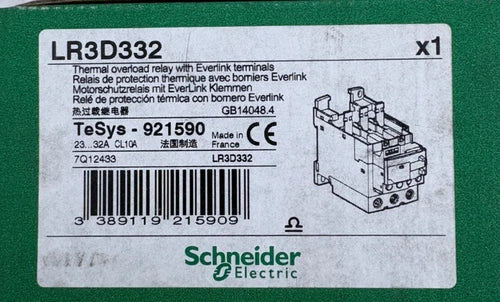 LR3D332 x1
Thermal overload relay with Everlink terminals
Relais de protection thermique avec borniers Everlink
Motorschutzrelais mit EverLink Klemmen
Relé de protección térmica con bornero Everlink
热过载继电器 GB14048.4
TeSys - 921590 Made in France CE
23...32A CL10A 法国制造
7Q12433 LR3D332
3 389119 215909
Schneider
Electric